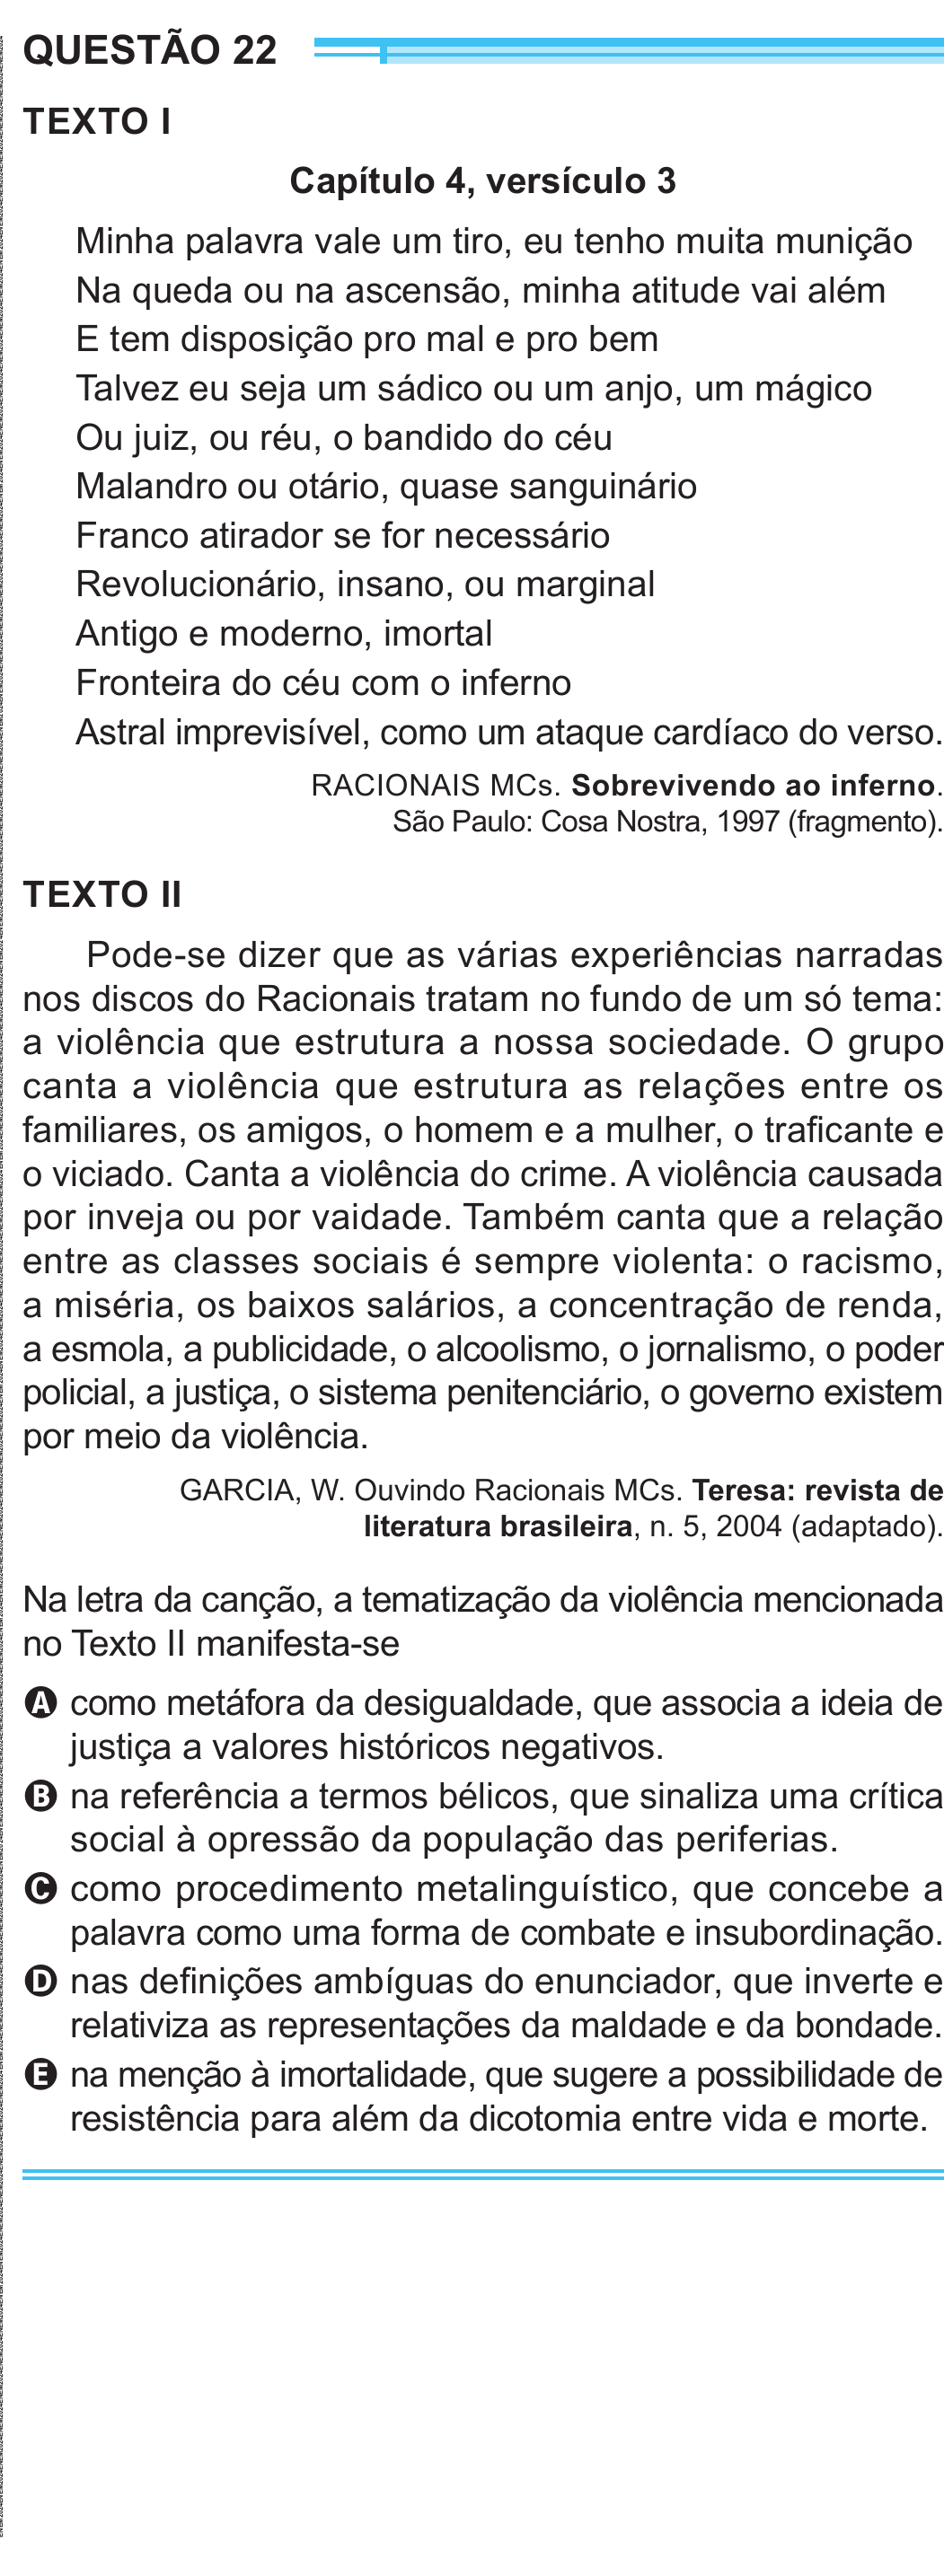 QUESTÃO 22
TEXTO I
Capítulo 4, versículo 3
Minha palavra vale um tiro, eu tenho muita munição
Na queda ou na ascensão, minha atitude vai além
E tem disposição pro mal e pro bem
Talvez eu seja um sádico ou um anjo, um mágico
Ou juiz, ou réu, o bandido do céu
Malandro ou otário, quase sanguinário
Franco atirador se for necessário
Revolucionário, insano, ou marginal
Antigo e moderno, imortal
Fronteira do céu com o inferno
Astral imprevisível, como um ataque cardíaco do verso.
RACIONAIS MCs. Sobrevivendo ao inferno.
São Paulo: Cosa Nostra, 1997 (fragmento).
TEXTO II
Pode-se dizer que as várias experiências narradas
nos discos do Racionais tratam no fundo de um só tema:
a violência que estrutura a nossa sociedade. O grupo
canta a violência que estrutura as relações entre os
familiares, os amigos, o homem e a mulher, o traficante e
o viciado. Canta a violência do crime. A violência causada
por inveja ou por vaidade. Também canta que a relação
entre as classes sociais é sempre violenta: o racismo,
a miséria, os baixos salários, a concentração de renda,
a esmola, a publicidade, o alcoolismo, o jornalismo, o poder
policial, a justiça, o sistema penitenciário, o governo existem
por meio da violência.
GARCIA, W. Ouvindo Racionais MCs. Teresa: revista de
literatura brasileira, n. 5, 2004 (adaptado).
Na letra da canção, a tematização da violência mencionada
no Texto II manifesta-se
A como metáfora da desigualdade, que associa a ideia de
justiça a valores históricos negativos.
B na referência a termos bélicos, que sinaliza uma crítica
social à opressão da população das periferias.
C como procedimento metalinguístico, que concebe a
palavra como uma forma de combate e insubordinação.
D nas definições ambíguas do enunciador, que inverte e
relativiza as representações da maldade e da bondade.
E na menção à imortalidade, que sugere a possibilidade de
resistência para além da dicotomia entre vida e morte.